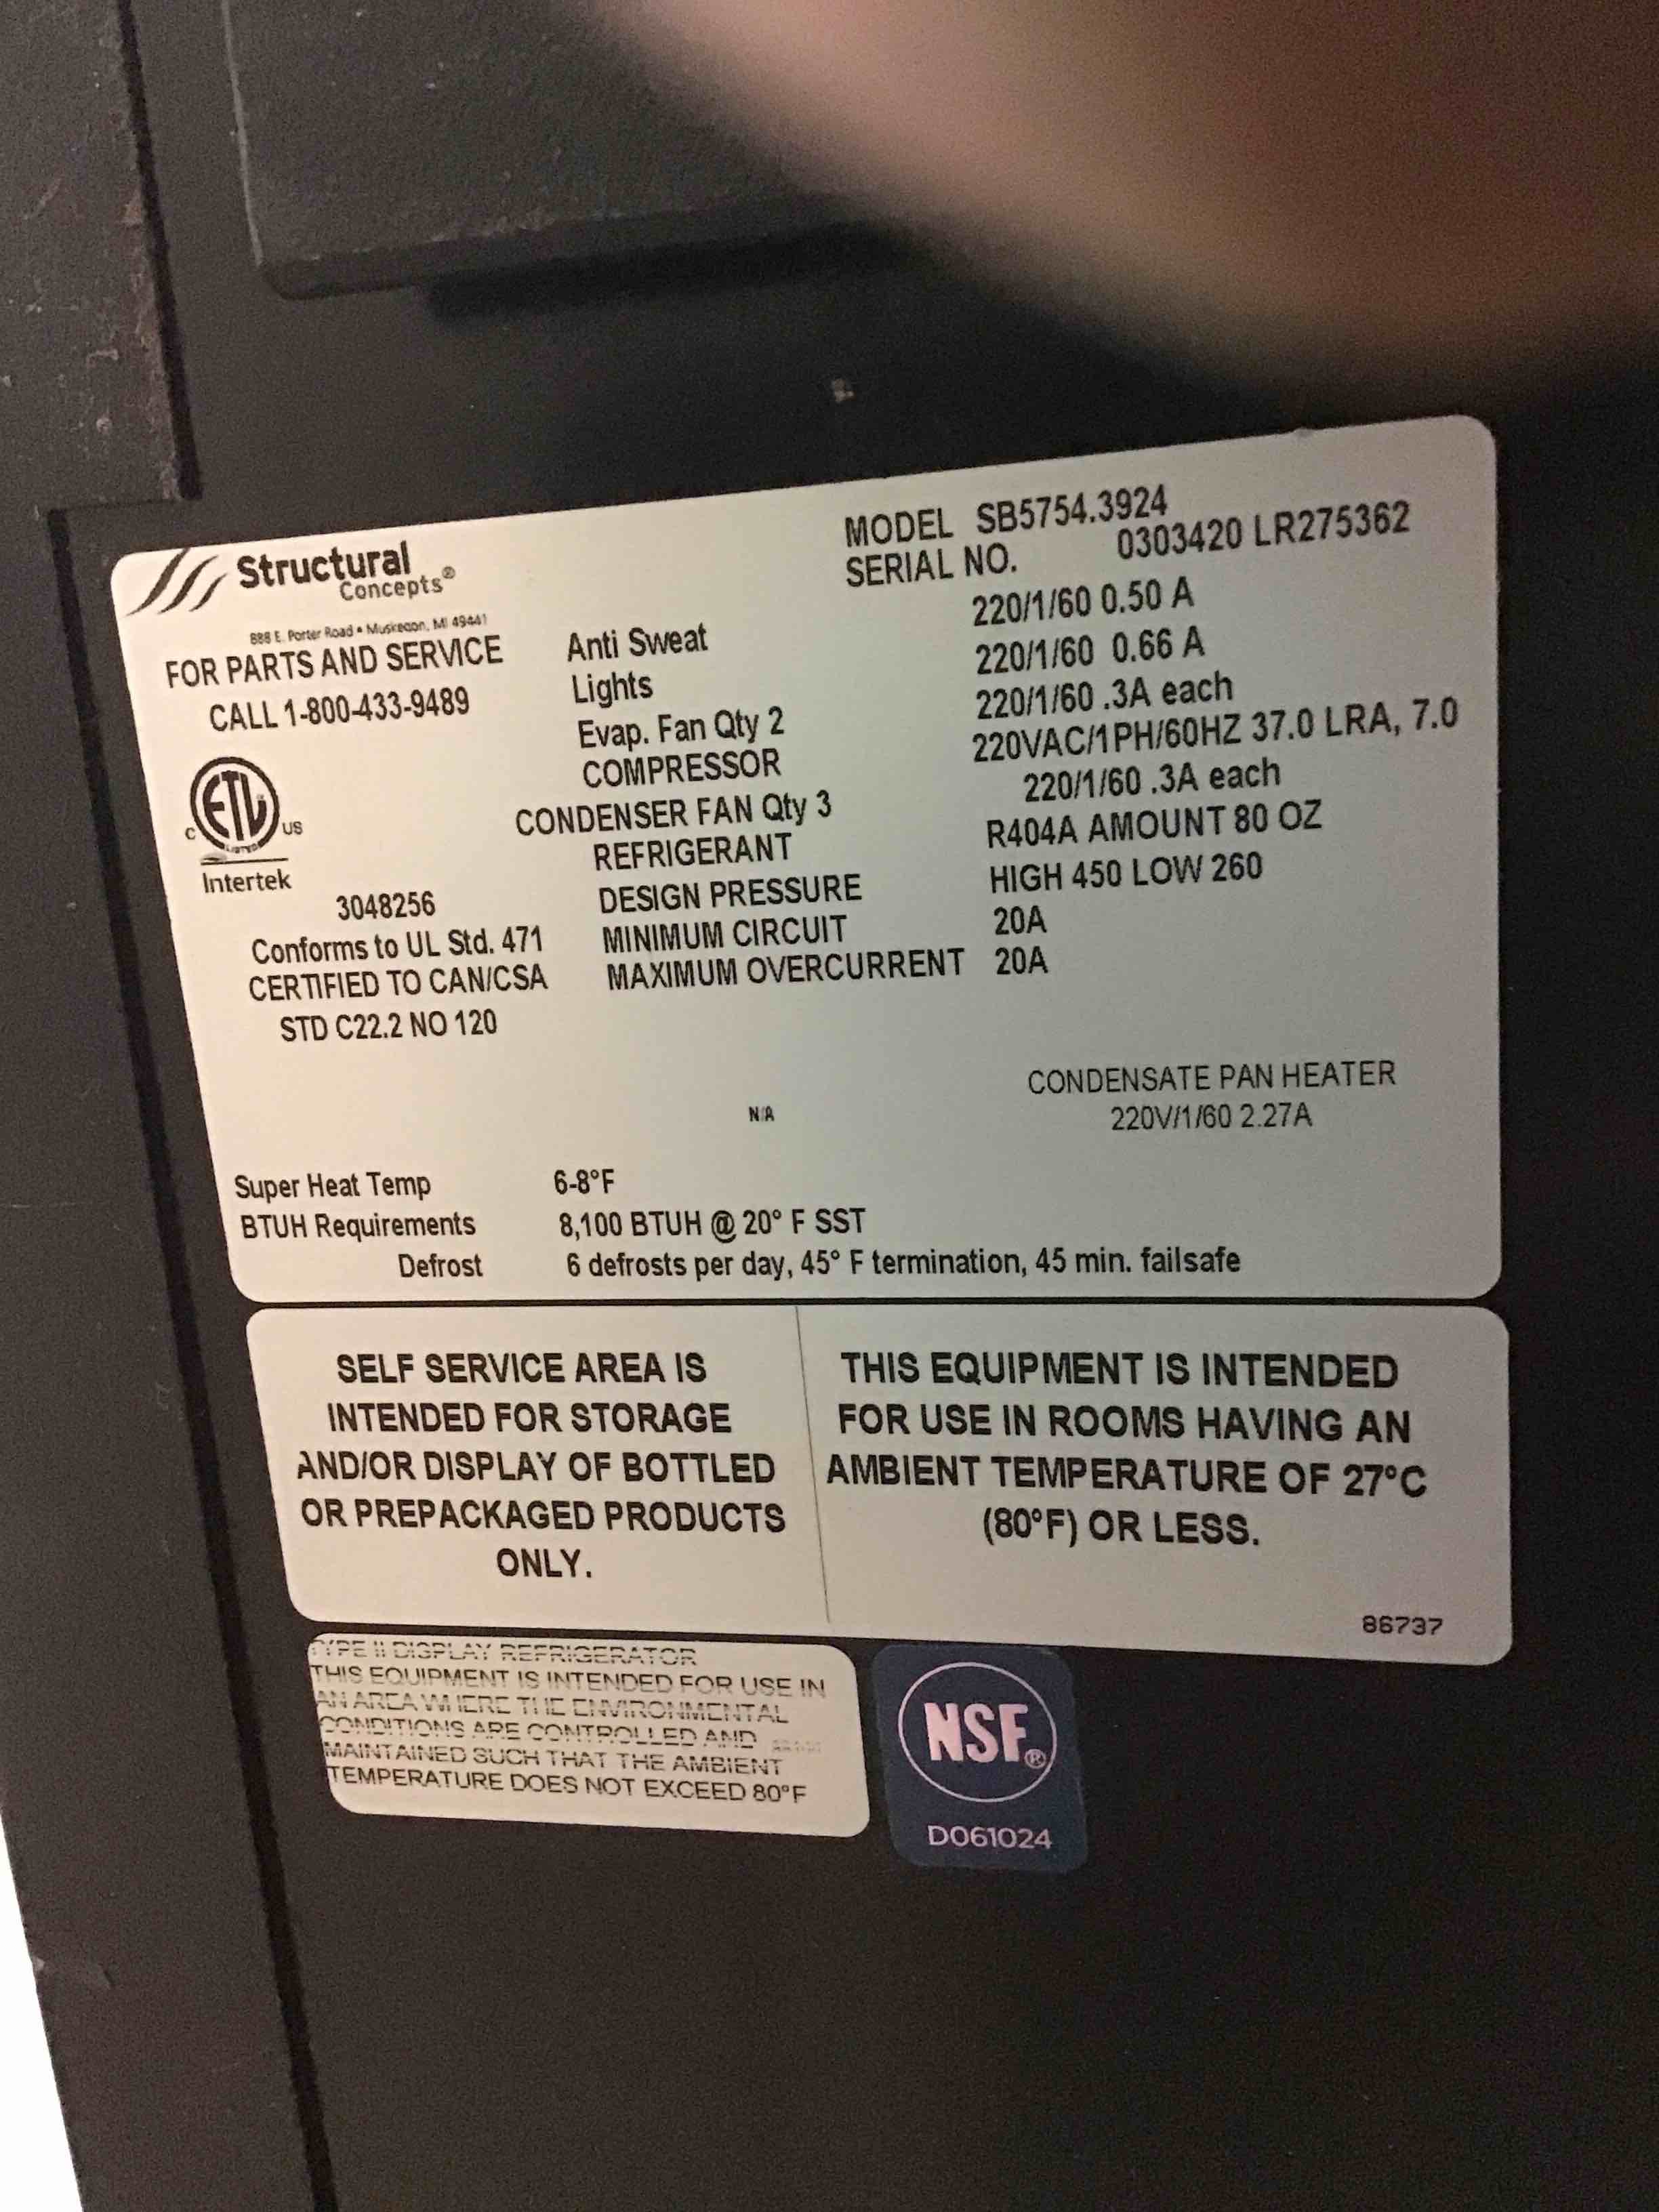 Structural
Concepts®
888 E. Porter Road • Muskegon, MI 49441
FOR PARTS AND SERVICE
CALL 1-800-433-9489
MODEL SB5754.3924
SERIAL NO. 0303420 LR275362
Anti Sweat 220/1/60 0.50 A
Lights 220/1/60 0.66 A
Evap. Fan Qty 2 220/1/60 .3A each
COMPRESSOR 220VAC/1PH/60HZ 37.0 LRA, 7.0
CONDENSER FAN Qty 3 220/1/60 .3A each
REFRIGERANT R404A AMOUNT 80 OZ
DESIGN PRESSURE HIGH 450 LOW 260
MINIMUM CIRCUIT 20A
MAXIMUM OVERCURRENT 20A
ETL
C US
LISTED
Intertek
3048256
Conforms to UL Std. 471
CERTIFIED TO CAN/CSA
STD C22.2 NO 120
N/A
CONDENSATE PAN HEATER
220V/1/60 2.27A
Super Heat Temp 6-8°F
BTUH Requirements 8,100 BTUH @ 20° F SST
Defrost 6 defrosts per day, 45° F termination, 45 min. failsafe
SELF SERVICE AREA IS
INTENDED FOR STORAGE
AND/OR DISPLAY OF BOTTLED
OR PREPACKAGED PRODUCTS
ONLY.
THIS EQUIPMENT IS INTENDED
FOR USE IN ROOMS HAVING AN
AMBIENT TEMPERATURE OF 27°C
(80°F) OR LESS.
86737
TYPE II DISPLAY REFRIGERATOR
THIS EQUIPMENT IS INTENDED FOR USE IN
AN AREA WHERE THE ENVIRONMENTAL
CONDITIONS ARE CONTROLLED AND
MAINTAINED SUCH THAT THE AMBIENT
TEMPERATURE DOES NOT EXCEED 80°F
NSF®
D061024